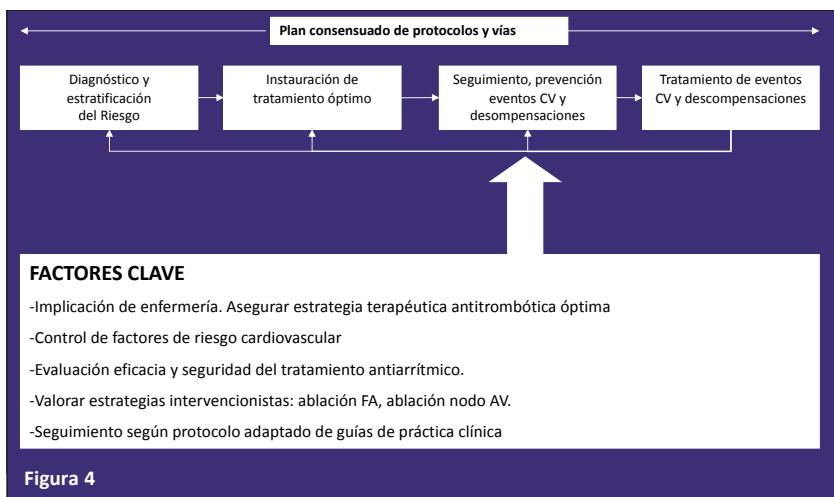 Plan consensuado de protocolos y vías
Diagnóstico y
estratificación
del Riesgo
Instauración de
tratamiento óptimo
Seguimiento, prevención
eventos CV y
desompensaciones
Tratamiento de eventos
CV y descompensaciones
FACTORES CLAVE
-Implicación de enfermería. Asegurar estrategia terapéutica antitrombótica óptima
-Control de factores de riesgo cardiovascular
-Evaluación eficacia y seguridad del tratamiento antiarrítmico.
-Valorar estrategias intervencionistas: ablación FA, ablación nodo AV.
-Seguimiento según protocolo adaptado de guías de práctica clínica
Figura 4